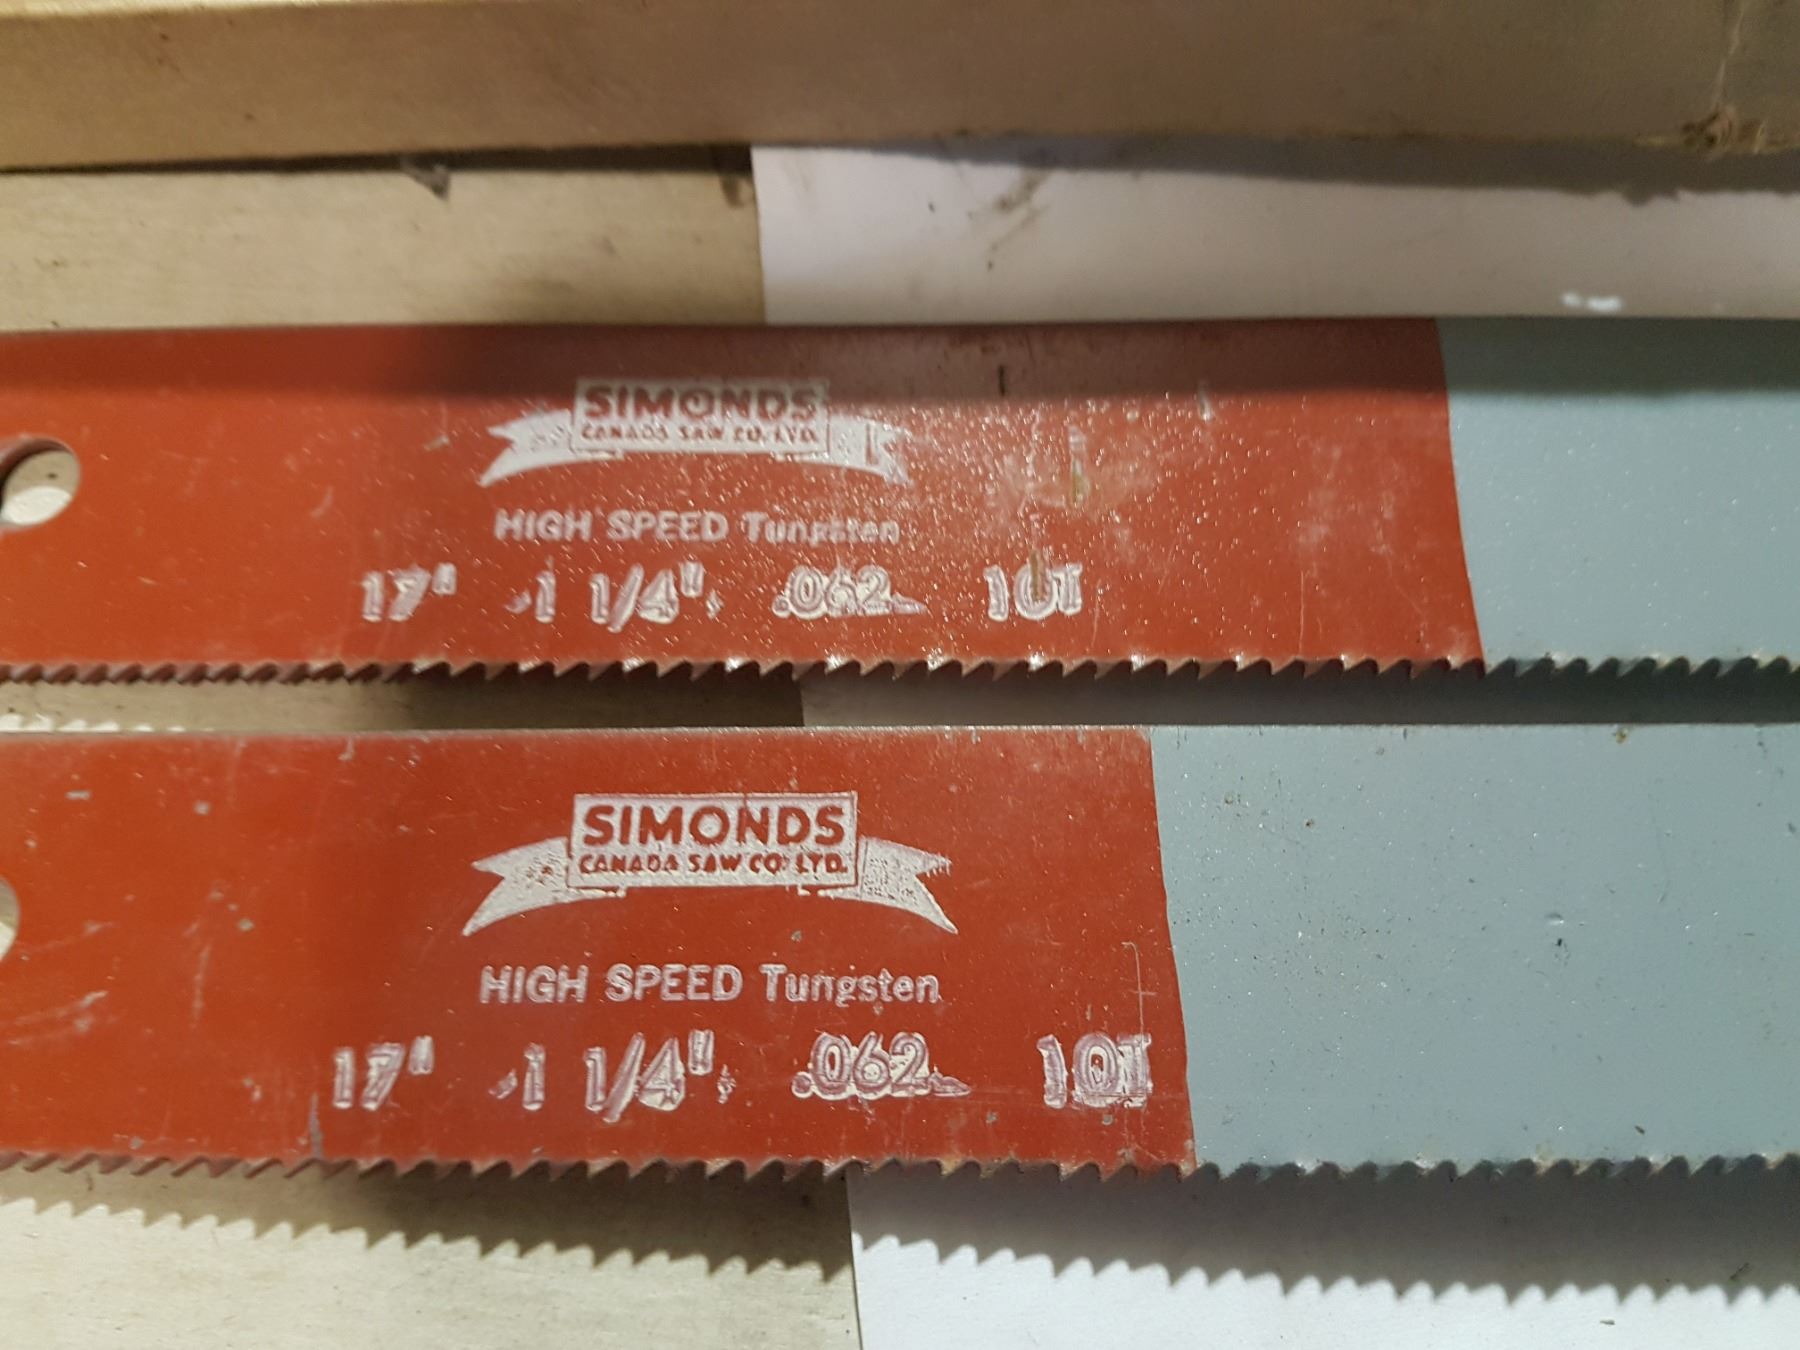 SIMONDS
CANADA SAW CO. LTD.
HIGH SPEED Tungsten
17" 1 1/4" .062 10T
SIMONDS
CANADA SAW CO. LTD.
HIGH SPEED Tungsten
17" 1 1/4" .062 10T